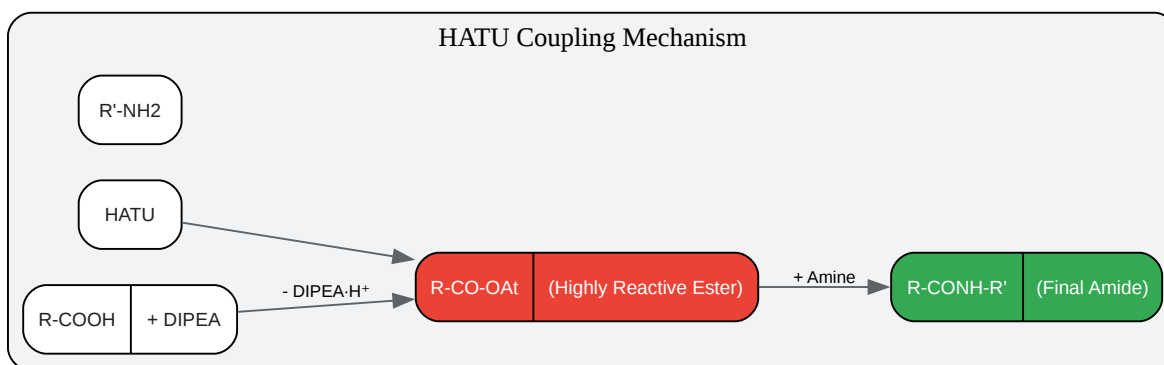 HATU Coupling Mechanism
R'-NH2
HATU
R-COOH + DIPEA
- DIPEA·H⁺
R-CO-OAt (Highly Reactive Ester)
+ Amine
R-CONH-R' (Final Amide)